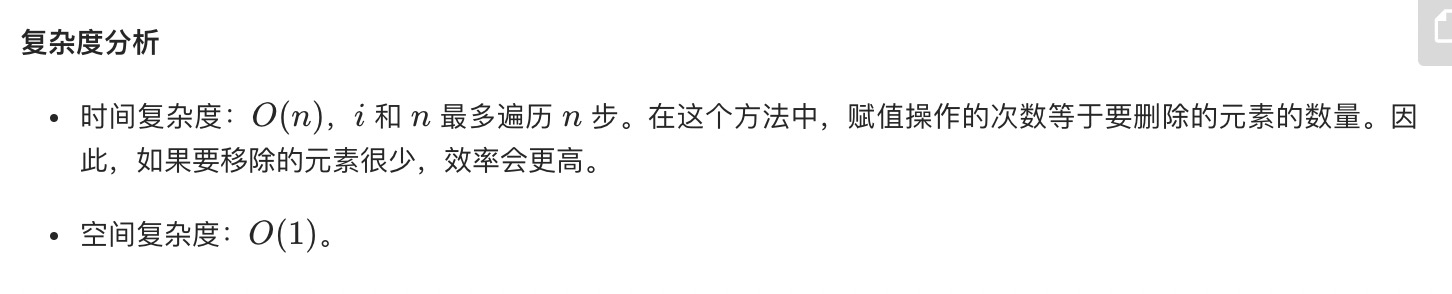 复杂度分析
• 时间复杂度：O(n)，i 和 n 最多遍历 n 步。在这个方法中，赋值操作的次数等于要删除的元素的数量。因
此，如果要移除的元素很少，效率会更高。
• 空间复杂度：O(1)。